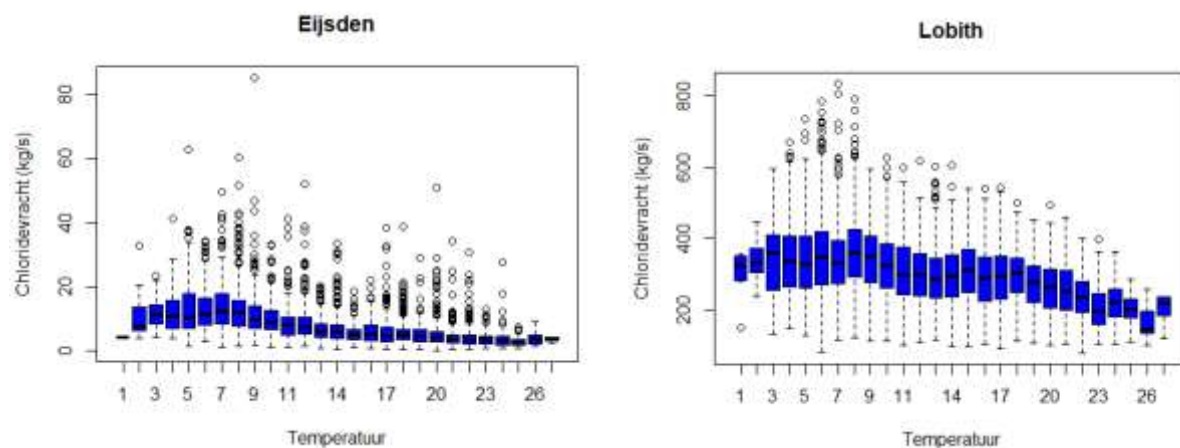 Eijsden
Chloridevracht (kg/s)
0 20 40 60 80
1 3 5 7 9 11 14 17 20 23 26
Temperatuur
Lobith
Chloridevracht (kg/s)
200 400 600 800
1 3 5 7 9 11 14 17 20 23 26
Temperatuur